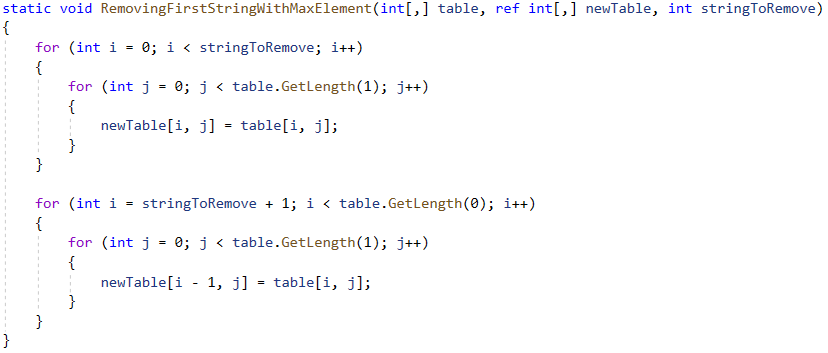 static void RemovingFirstStringWithMaxElement(int[,] table, ref int[,] newTable, int stringToRemove)
{
    for (int i = 0; i < stringToRemove; i++)
    {
        for (int j = 0; j < table.GetLength(1); j++)
        {
            newTable[i, j] = table[i, j];
        }
    }

    for (int i = stringToRemove + 1; i < table.GetLength(0); i++)
    {
        for (int j = 0; j < table.GetLength(1); j++)
        {
            newTable[i - 1, j] = table[i, j];
        }
    }
}